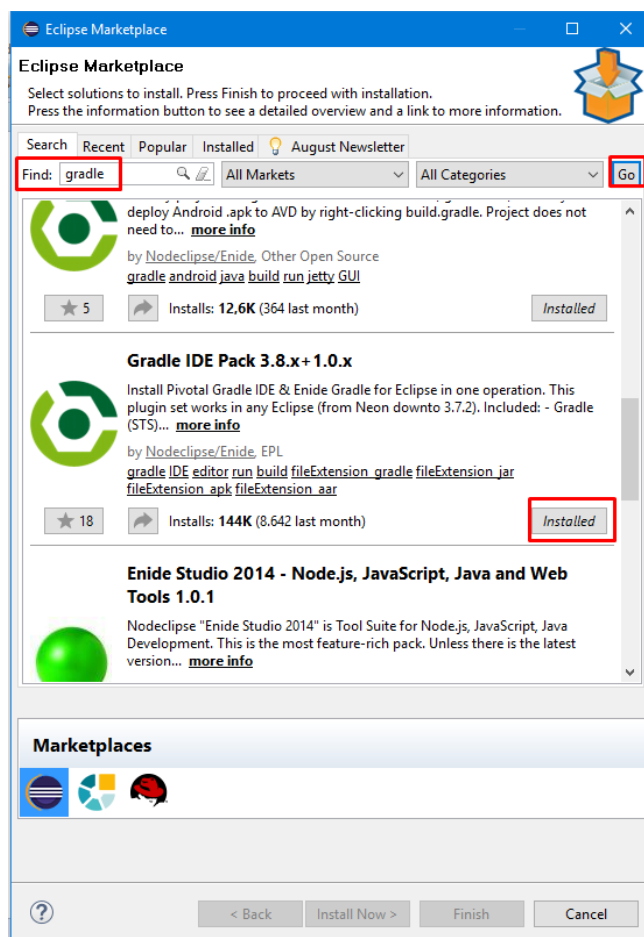 Eclipse Marketplace
Eclipse Marketplace
Select solutions to install. Press Finish to proceed with installation.
Press the information button to see a detailed overview and a link to more information.
Search Recent Popular Installed August Newsletter
Find: gradle All Markets All Categories Go
deploy Android .apk to AVD by right-clicking build.gradle. Project does not
need to... more info
by Nodeclipse/Enide, Other Open Source
gradle android java build run jetty GUI
5 Installs: 12,6K (364 last month) Installed
Gradle IDE Pack 3.8.x+1.0.x
Install Pivotal Gradle IDE & Enide Gradle for Eclipse in one operation. This
plugin set works in any Eclipse (from Neon downto 3.7.2). Included: - Gradle
(STS)... more info
by Nodeclipse/Enide, EPL
gradle IDE editor run build fileExtension_gradle fileExtension_jar
fileExtension_apk fileExtension_aar
18 Installs: 144K (8.642 last month) Installed
Enide Studio 2014 - Node.js, JavaScript, Java and Web
Tools 1.0.1
Nodeclipse "Enide Studio 2014" is Tool Suite for Node.js, JavaScript, Java
Development. This is the most feature-rich pack. Unless there is the latest
version... more info
Marketplaces
? < Back Install Now > Finish Cancel